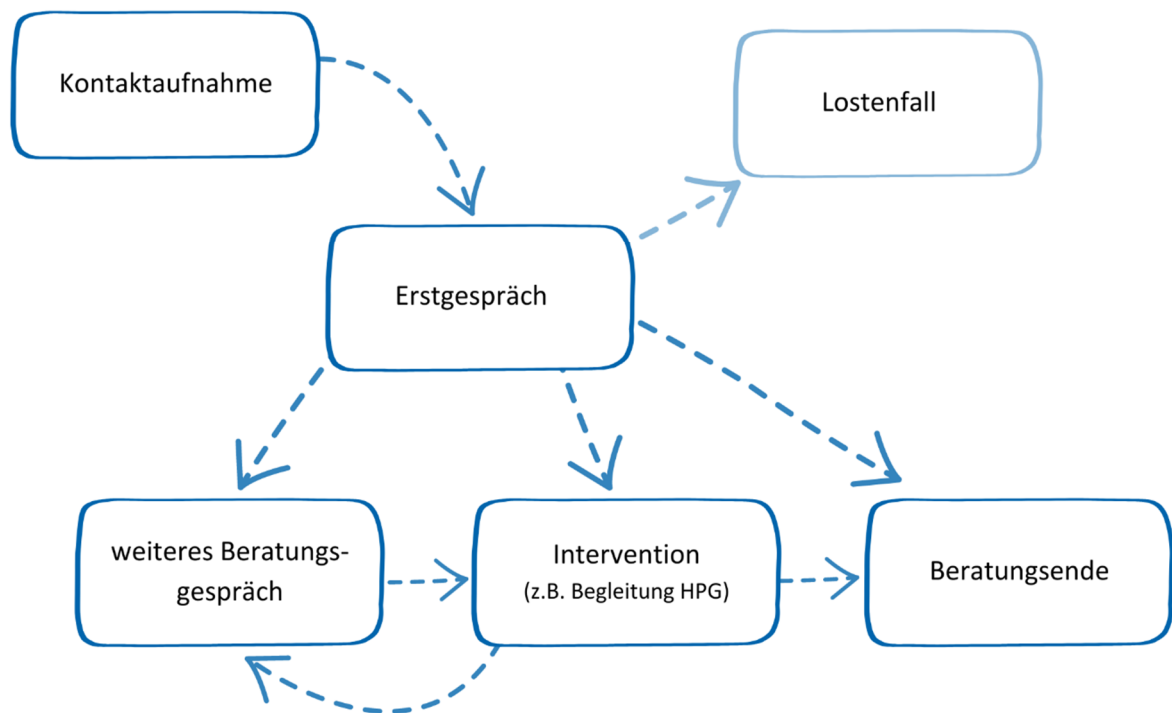 Kontaktaufnahme
Lostenfall
Erstgespräch
weiteres Beratungs-
gespräch
Intervention
(z.B. Begleitung HPG)
Beratungsende